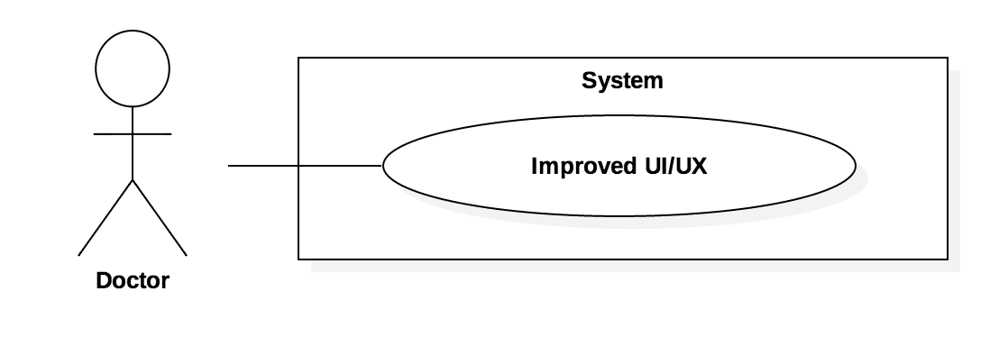 System
Improved UI/UX
Doctor